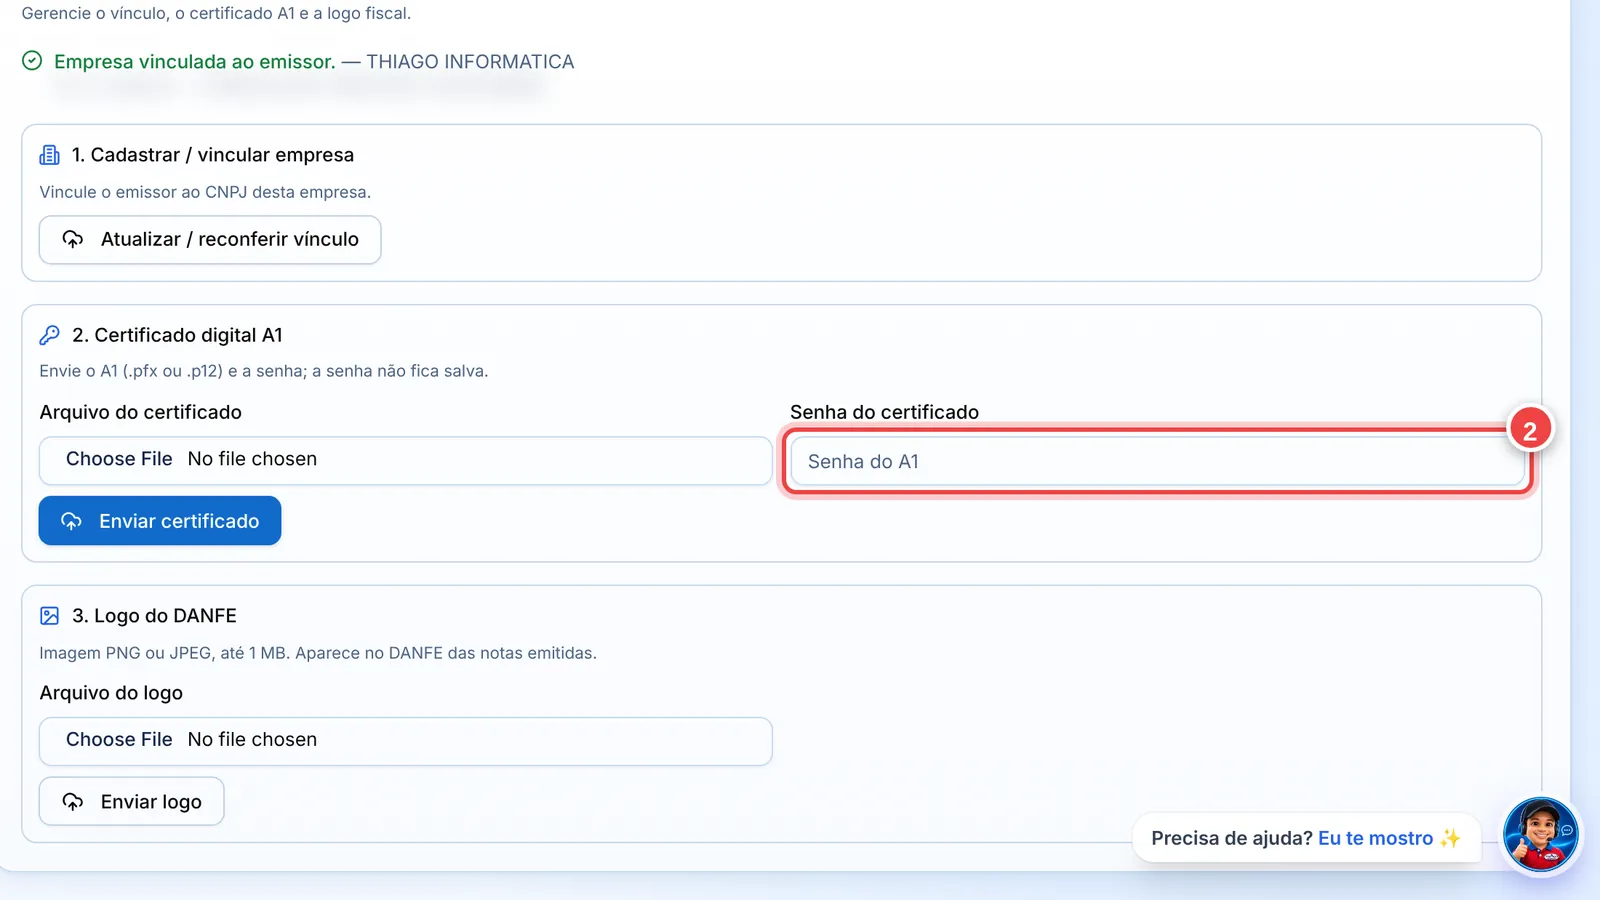 Gerencie o vínculo, o certificado A1 e a logo fiscal.
Empresa vinculada ao emissor. — THIAGO INFORMATICA
1. Cadastrar / vincular empresa
Vincule o emissor ao CNPJ desta empresa.
Atualizar / reconferir vínculo
2. Certificado digital A1
Envie o A1 (.pfx ou .p12) e a senha; a senha não fica salva.
Arquivo do certificado
Choose File No file chosen
Senha do certificado
2
Senha do A1
Enviar certificado
3. Logo do DANFE
Imagem PNG ou JPEG, até 1 MB. Aparece no DANFE das notas emitidas.
Arquivo do logo
Choose File No file chosen
Enviar logo
Precisa de ajuda? Eu te mostro ✨